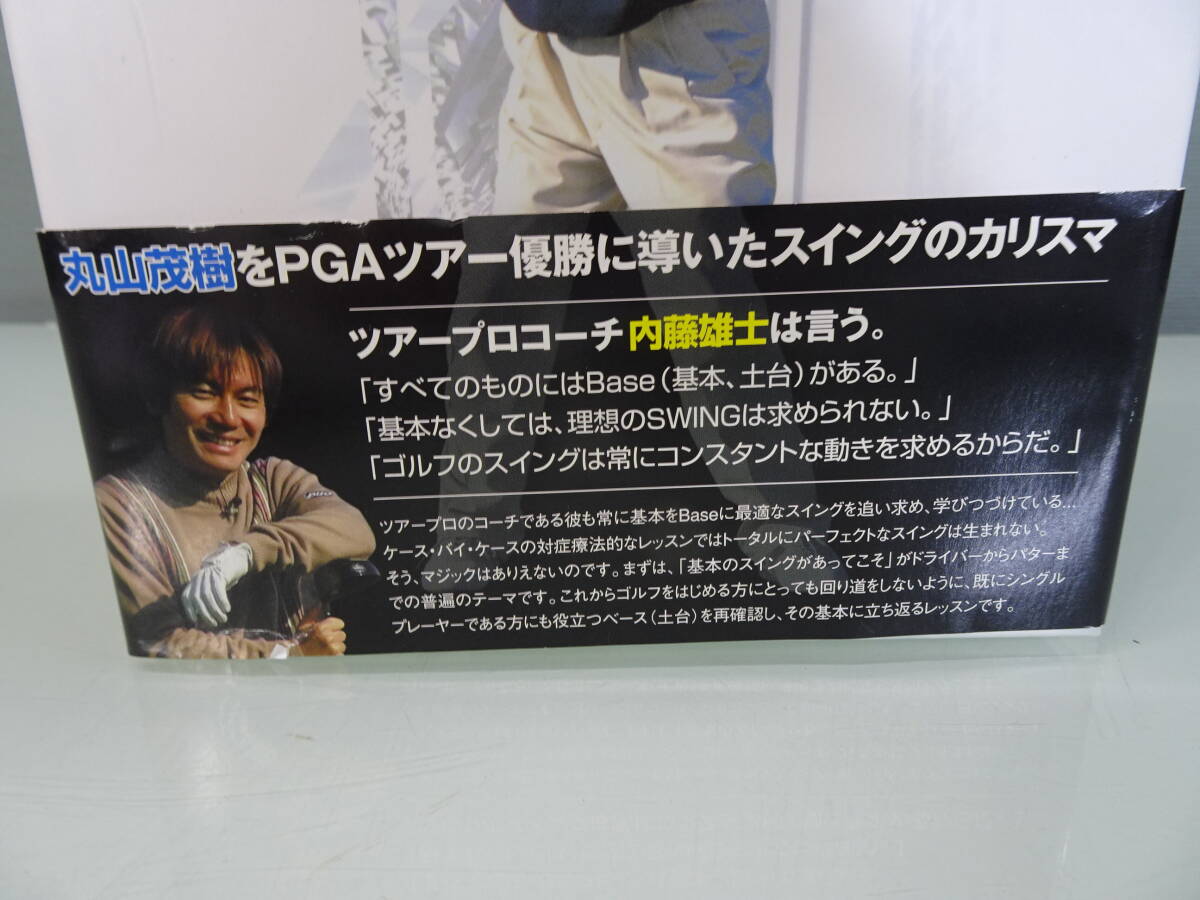 丸山茂樹をPGAツアー優勝に導いたスイングのカリスマ
ツアープロコーチ内藤雄士は言う。
「すべてのものにはBase（基本、土台）がある。」
「基本なくしては、理想のSWINGは求められない。」
「ゴルフのスイングは常にコンスタントな動きを求めるからだ。」
ツアープロのコーチである彼も常に基本をBaseに最適なスイングを追い求め、学びつづけている…
ケース・バイ・ケースの対症療法的なレッスンではトータルにパーフェクトなスイングは生まれない。
そう、マジックはありえないのです。まずは、「基本のスイングがあってこそ」がドライバーからパターま
での普遍のテーマです。これからゴルフをはじめる方にとっても回り道をしないように、既にシングル
プレーヤーである方にも役立つベース（土台）を再確認し、その基本に立ち返るレッスンです。